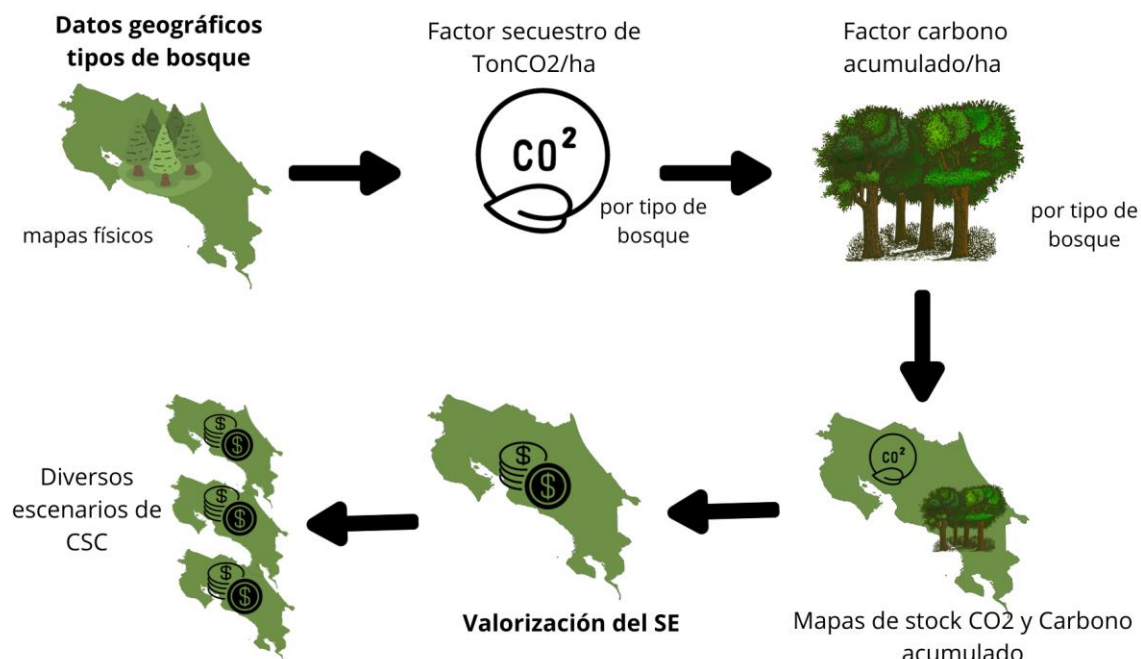 Datos geográficos
tipos de bosque
mapas físicos
Factor secuestro de
TonCO2/ha
CO²
por tipo de
bosque
Factor carbono
acumulado/ha
por tipo de
bosque
CO²
Mapas de stock CO2 y Carbono
acumulado
$
$
Valorización del SE
$
$
$
$
$
$
Diversos
escenarios de
CSC